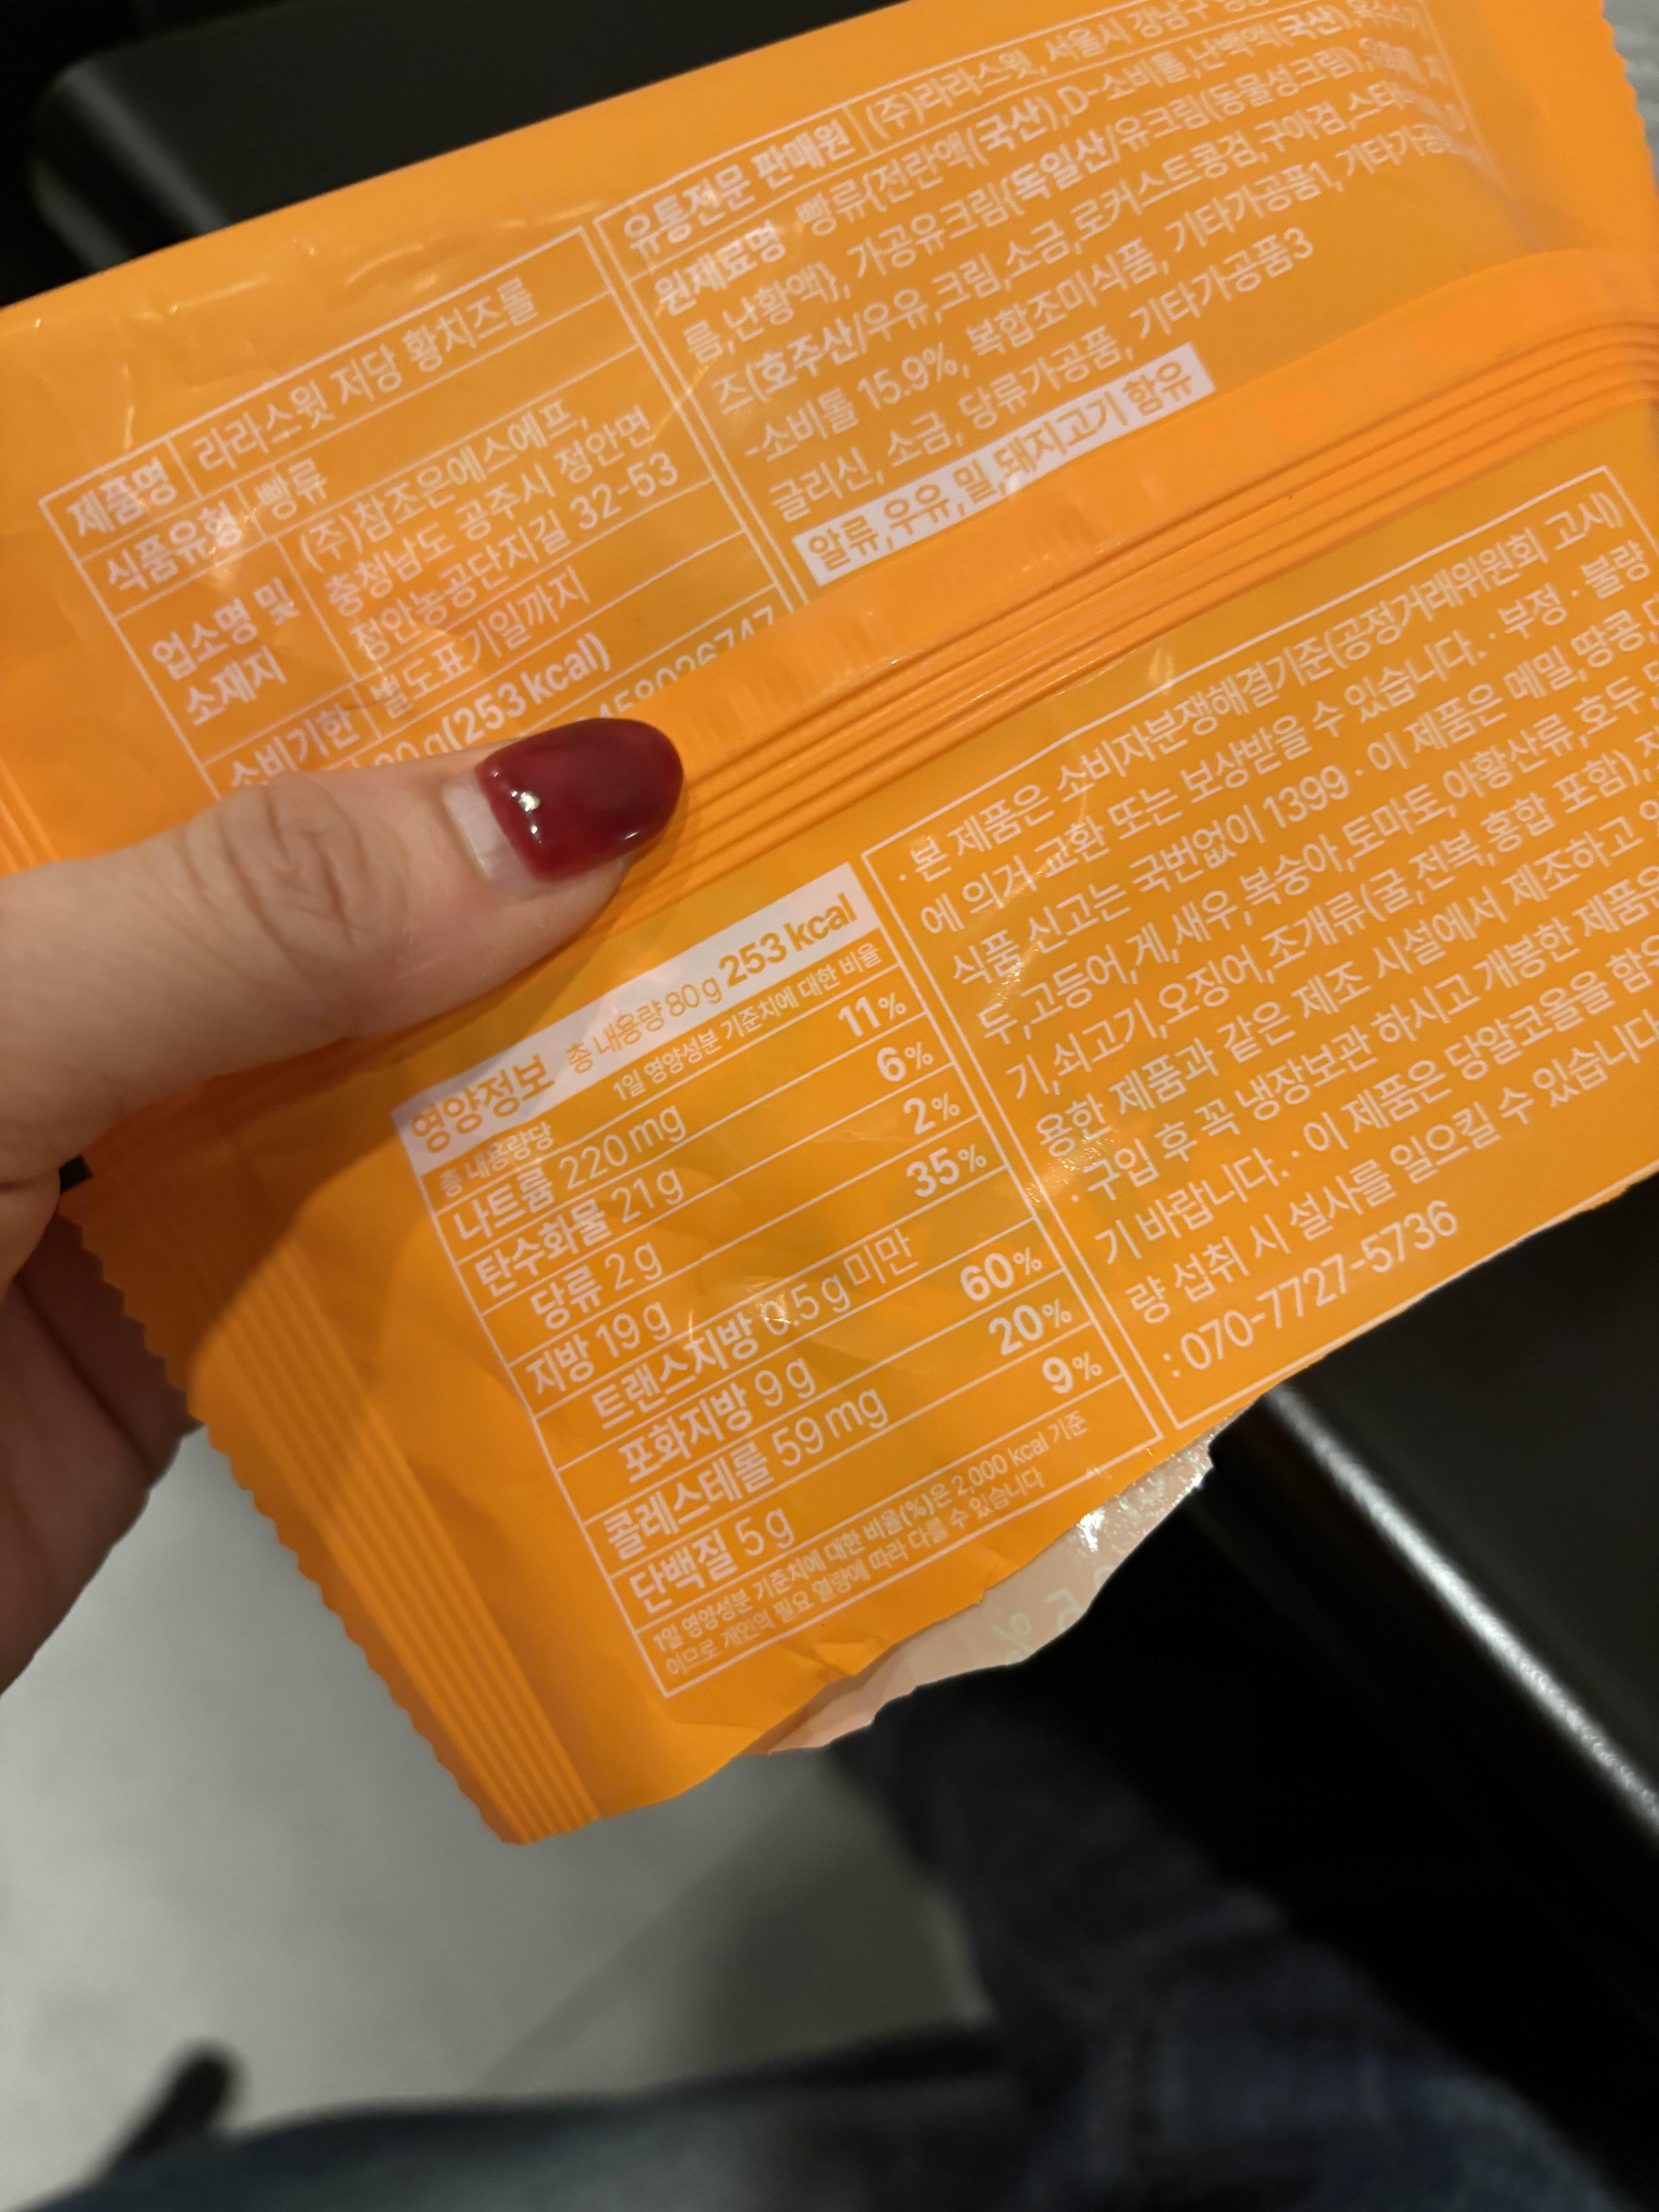 제품명 라라스윗 저당 황치즈롤
식품유형 빵류
업소명 및 소재지
(주)참조은에스에프,
충청남도 공주시 정안면
정안농공단지길 32-53
소비기한 별도표기일까지
g(253 kcal)
유통전문 판매원 (주)라라스윗, 서울시 강남구
원재료명 빵류{전란액(국산),D-소비톨,난백액(국산),
름,난황액}, 가공유크림{독일산/유크림(동물성크림),
즈(호주산/우유,크림,소금,로커스트콩검,구아검,
-소비톨 15.9%, 복합조미식품, 기타가공품1,
글리신, 소금, 당류가공품, 기타가공품3
알류,우유,밀,돼지고기 함유
영양정보 총 내용량 80 g 253 kcal
총 내용량당 1일 영양성분 기준치에 대한 비율
나트륨 220 mg 11%
탄수화물 21 g 6%
당류 2 g 2%
지방 19 g 35%
트랜스지방 0.5 g 미만
포화지방 9 g 60%
콜레스테롤 59 mg 20%
단백질 5 g 9%
1일 영양성분 기준치에 대한 비율(%)은 2,000 kcal 기준
이므로 개인의 필요 열량에 따라 다를 수 있습니다
· 본 제품은 소비자분쟁해결기준(공정거래위원회 고시)
에 의거 교환 또는 보상받을 수 있습니다. · 부정 · 불량
식품 신고는 국번없이 1399 · 이 제품은 메밀, 땅콩,
두,고등어,게,새우,복숭아,토마토,아황산류,호두,
기,쇠고기,오징어,조개류(굴,전복,홍합 포함),
용한 제품과 같은 제조 시설에서 제조하고
· 구입 후 꼭 냉장보관 하시고 개봉한 제품은
기 바랍니다. · 이 제품은 당알코올을
량 섭취 시 설사를 일으킬 수 있습니다
: 070-7727-5736